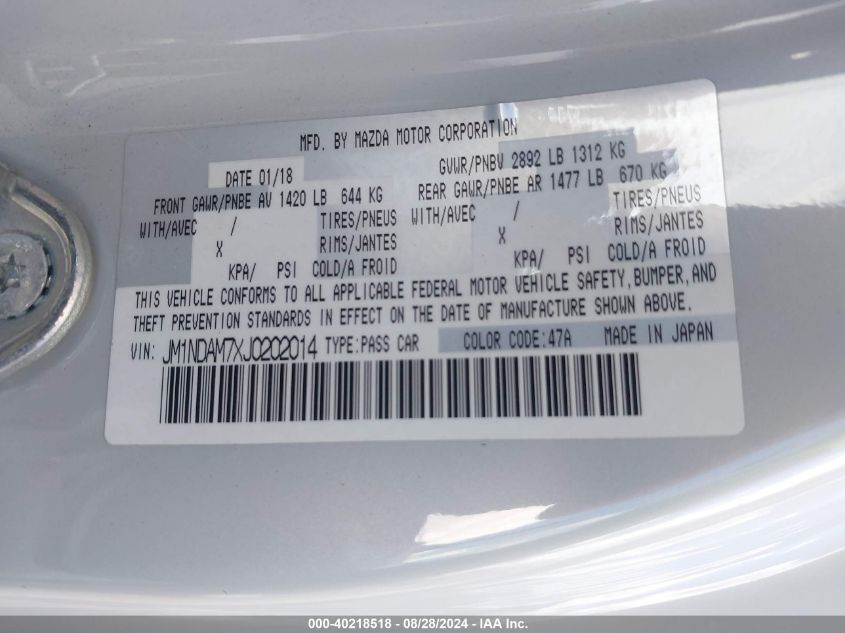 MFD. BY MAZDA MOTOR CORPORATION
DATE 01/18 GVWR/PNBV 2892 LB 1312 KG
FRONT GAWR/PNBE AV 1420 LB 644 KG REAR GAWR/PNBE AR 1477 LB 670 KG
WITH/AVEC / TIRES/PNEUS WITH/AVEC / TIRES/PNEUS
X RIMS/JANTES X RIMS/JANTES
KPA/ PSI COLD/A FROID KPA/ PSI COLD/A FROID
THIS VEHICLE CONFORMS TO ALL APPLICABLE FEDERAL MOTOR VEHICLE SAFETY, BUMPER, AND
THEFT PREVENTION STANDARDS IN EFFECT ON THE DATE OF MANUFACTURE SHOWN ABOVE.
VIN: JM1NDAM7XJ0202014 TYPE:PASS CAR COLOR CODE:47A MADE IN JAPAN
000-40218518 - 08/28/2024 - IAA Inc.